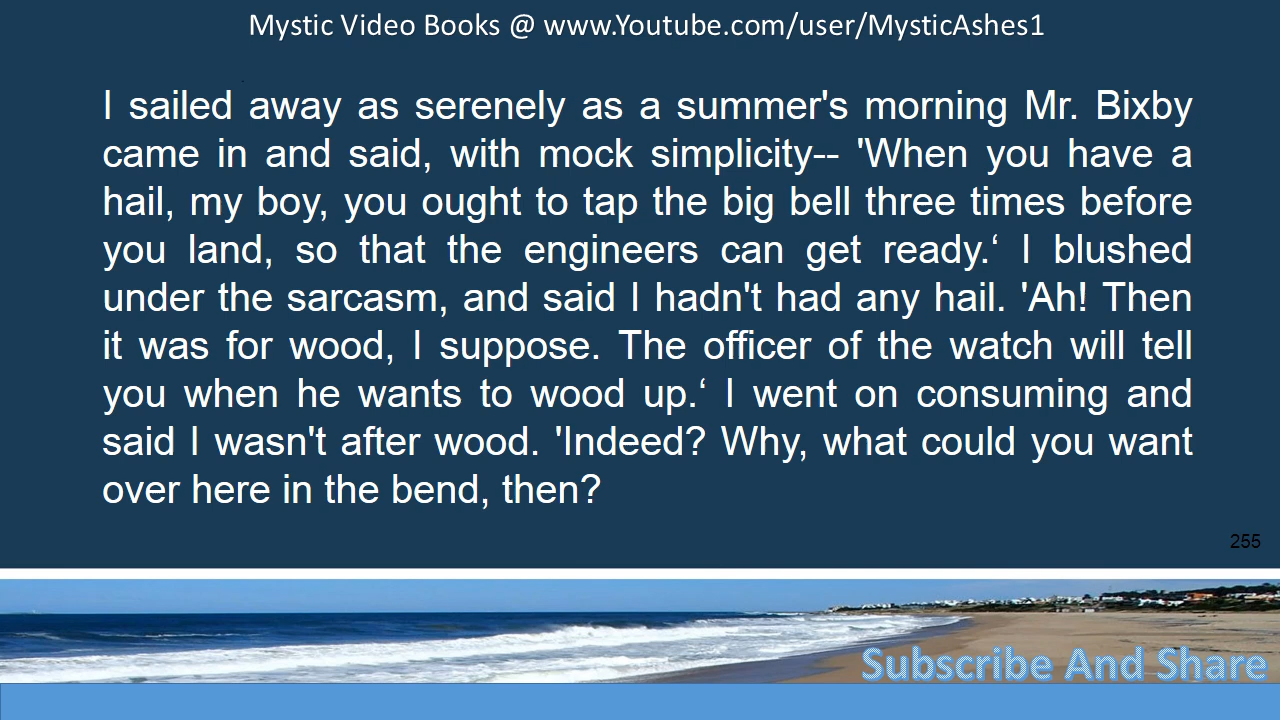 Mystic Video Books @ www.Youtube.com/user/MysticAshes1
I sailed away as serenely as a summer's morning Mr. Bixby
came in and said, with mock simplicity-- 'When you have a
hail, my boy, you ought to tap the big bell three times before
you land, so that the engineers can get ready.‘ I blushed
under the sarcasm, and said I hadn't had any hail. 'Ah! Then
it was for wood, I suppose. The officer of the watch will tell
you when he wants to wood up.‘ I went on consuming and
said I wasn't after wood. 'Indeed? Why, what could you want
over here in the bend, then?
255
Subscribe And Share